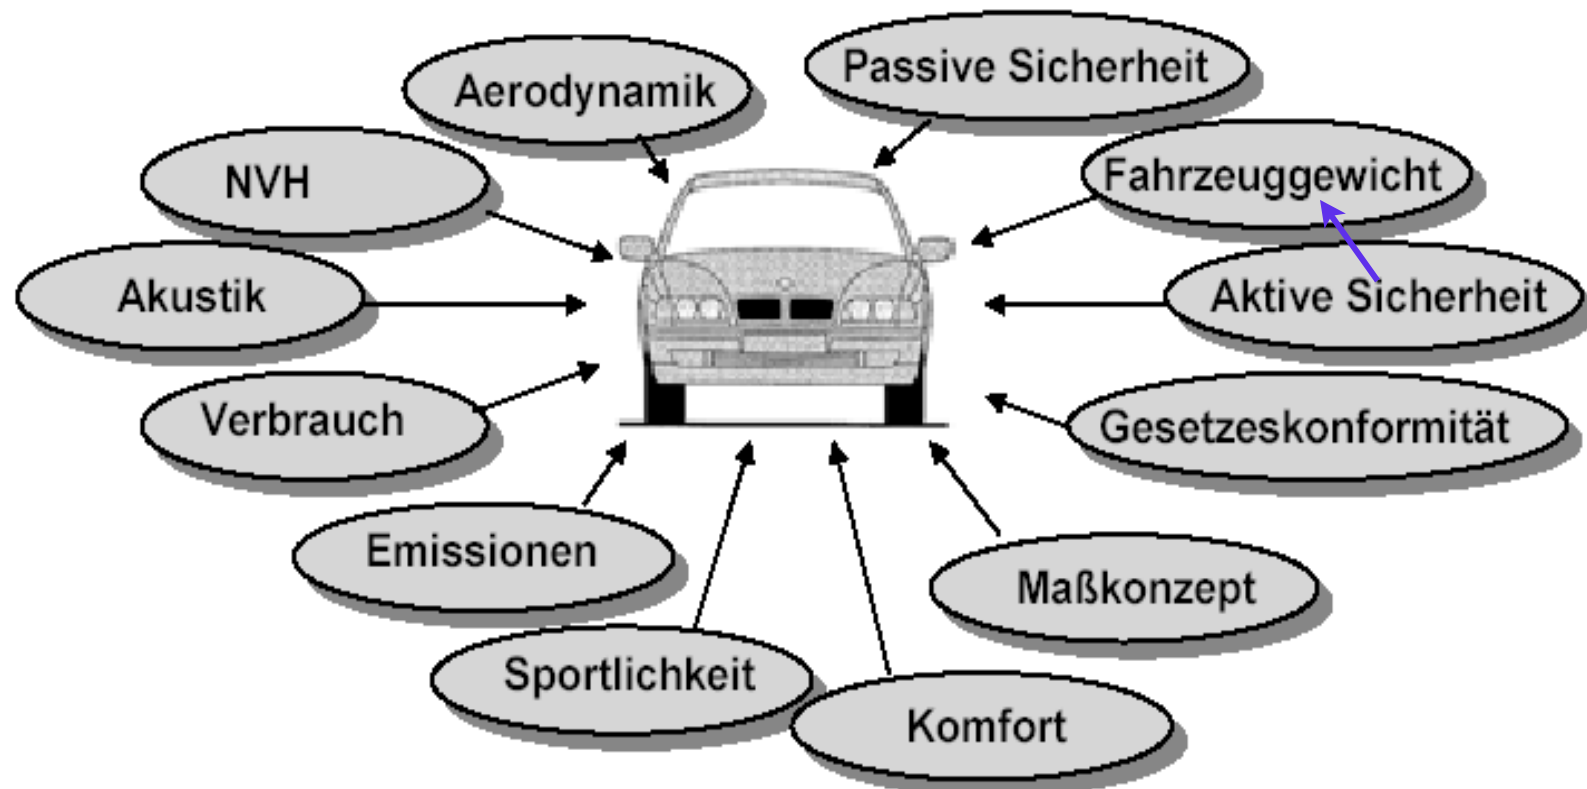 Aerodynamik
Passive Sicherheit
NVH
Fahrzeuggewicht
Akustik
Aktive Sicherheit
Verbrauch
Gesetzeskonformität
Emissionen
Maßkonzept
Sportlichkeit
Komfort